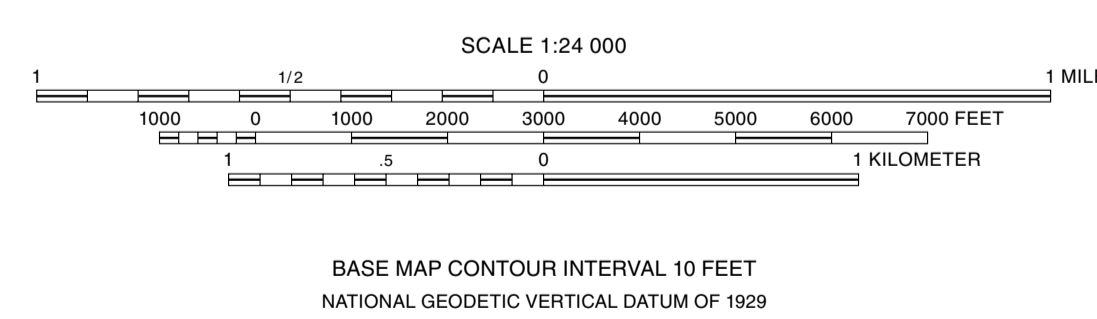 SCALE 1:24 000
1 1/2 0 1
1000 0 1000 2000 3000 4000 5000 6000 7000 FEET
1 .5 0 1 KILOMETER
BASE MAP CONTOUR INTERVAL 10 FEET
NATIONAL GEODETIC VERTICAL DATUM OF 1929